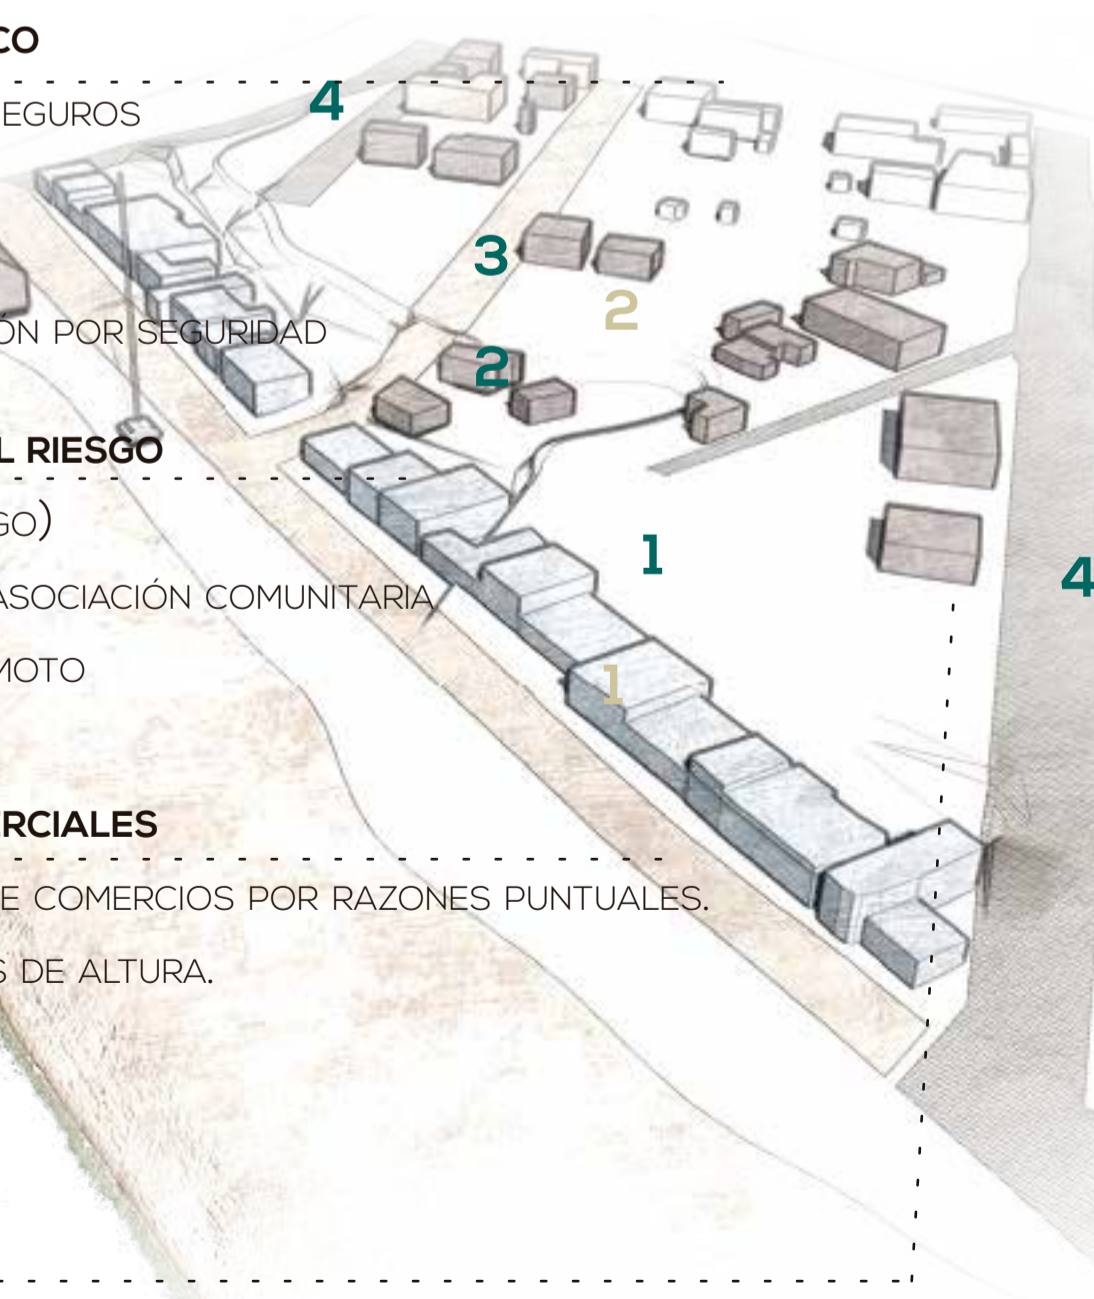 CO
4
EGUROS
3
2
ÓN POR SEGURIDAD
2
L RIESGO
GO)
1
4
ASOCIACIÓN COMUNITARIA
MOTO
1
ERCIALES
E COMERCIOS POR RAZONES PUNTUALES.
S DE ALTURA.